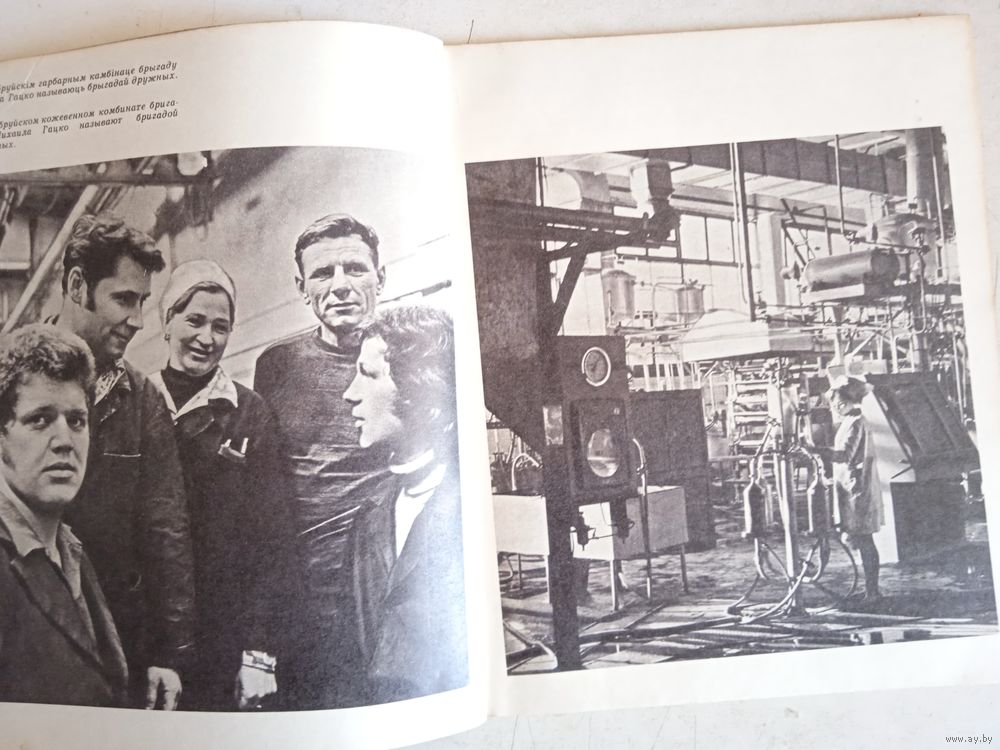 бруйскім гарбарным камбінаце брыгаду
а Гацко называюць брыгадай дружных.
бруйском кожевенном комбинате брига-
Михаила Гацко называют бригадой
ных.
www.ay.by